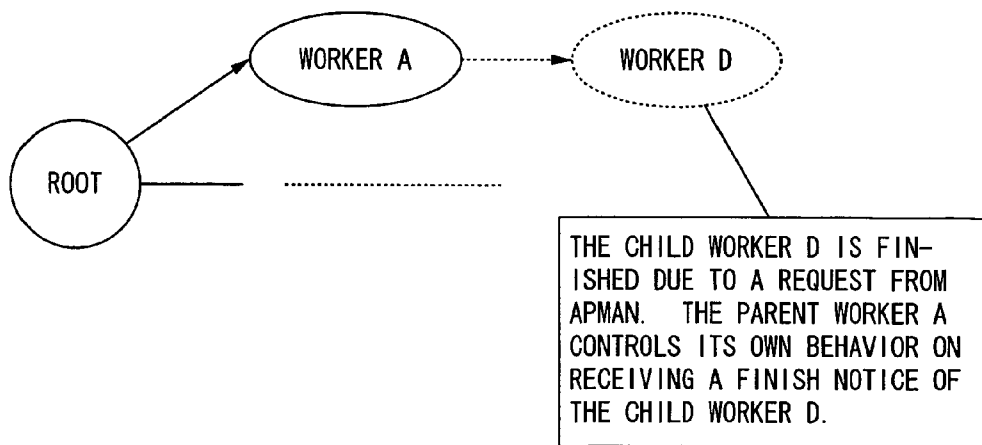 WORKER A
WORKER D
ROOT
THE CHILD WORKER D IS FIN-
ISHED DUE TO A REQUEST FROM
APMAN. THE PARENT WORKER A
CONTROLS ITS OWN BEHAVIOR ON
RECEIVING A FINISH NOTICE OF
THE CHILD WORKER D.